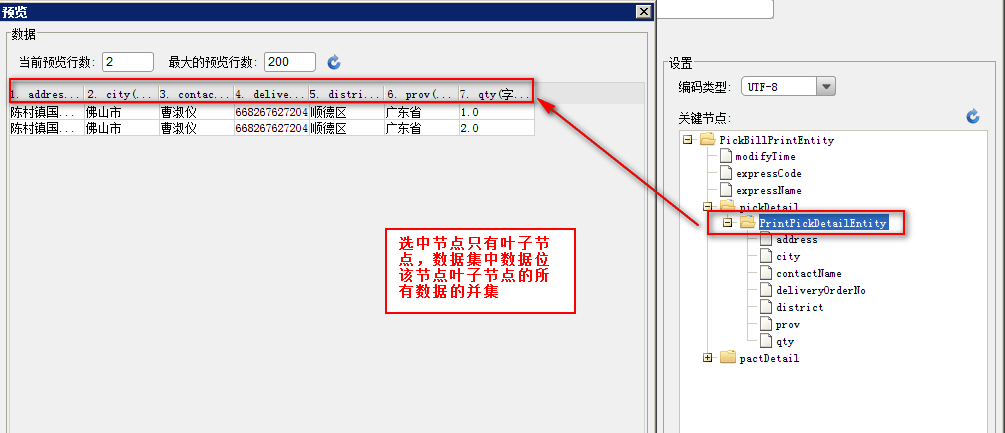 预览
数据
当前预览行数: 2 最大的预览行数: 200
1. addres... 2. city(... 3. contac... 4. delive... 5. distri... 6. prov(... 7. qty(字...
陈村镇国... 佛山市 曹淑仪 668267627204 顺德区 广东省 1.0
陈村镇国... 佛山市 曹淑仪 668267627204 顺德区 广东省 2.0
选中节点只有叶子节
点，数据集中数据位
该节点叶子节点的所
有数据的并集
设置
编码类型: UTF-8
关键节点:
PickBillPrintEntity
modifyTime
expressCode
expressName
pickDetail
PrintPickDetailEntity
address
city
contactName
deliveryOrderNo
district
prov
qty
pactDetail